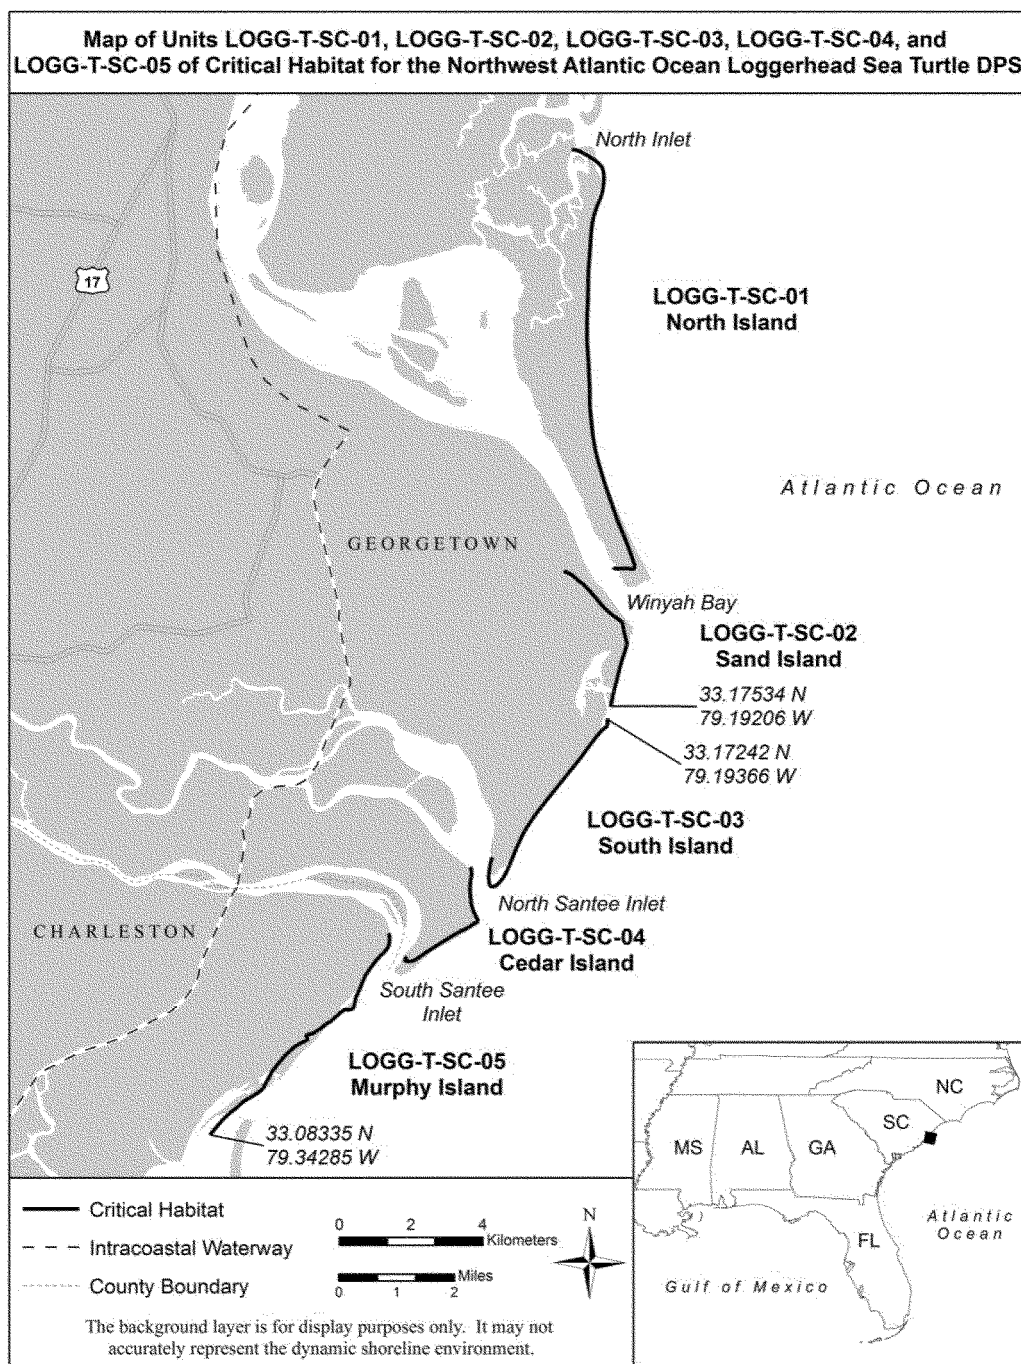 Map of Units LOGG-T-SC-01, LOGG-T-SC-02, LOGG-T-SC-03, LOGG-T-SC-04, and
LOGG-T-SC-05 of Critical Habitat for the Northwest Atlantic Ocean Loggerhead Sea Turtle DPS
North Inlet
17
LOGG-T-SC-01
North Island
Atlantic Ocean
GEORGETOWN
Winyah Bay
LOGG-T-SC-02
Sand Island
33.17534 N
79.19206 W
33.17242 N
79.19366 W
LOGG-T-SC-03
South Island
North Santee Inlet
CHARLESTON
LOGG-T-SC-04
Cedar Island
South Santee
Inlet
LOGG-T-SC-05
Murphy Island
33.08335 N
79.34285 W
NC
SC
MS
AL
GA
FL
Atlantic
Ocean
Gulf of Mexico
Critical Habitat
Intracoastal Waterway
County Boundary
0 2 4
Kilometers
Miles
0 1 2
N
The background layer is for display purposes only. It may not
accurately represent the dynamic shoreline environment.